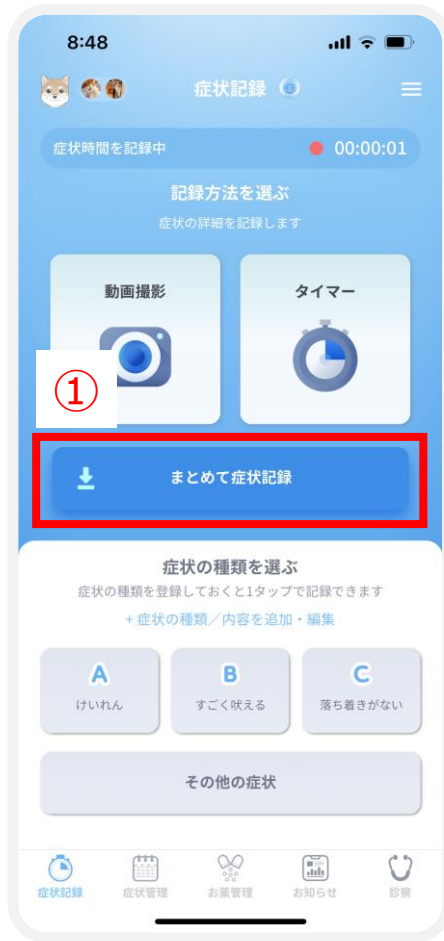 8:48
症状記録
症状時間を記録中
00:00:01
記録方法を選ぶ
症状の詳細を記録します
動画撮影
タイマー
①
まとめて症状記録
症状の種類を選ぶ
症状の種類を登録しておくと1タップで記録できます
+ 症状の種類／内容を追加・編集
A
B
C
けいれん
すごく吠える
落ち着きがない
その他の症状
症状記録
症状管理
お薬管理
お知らせ
診察